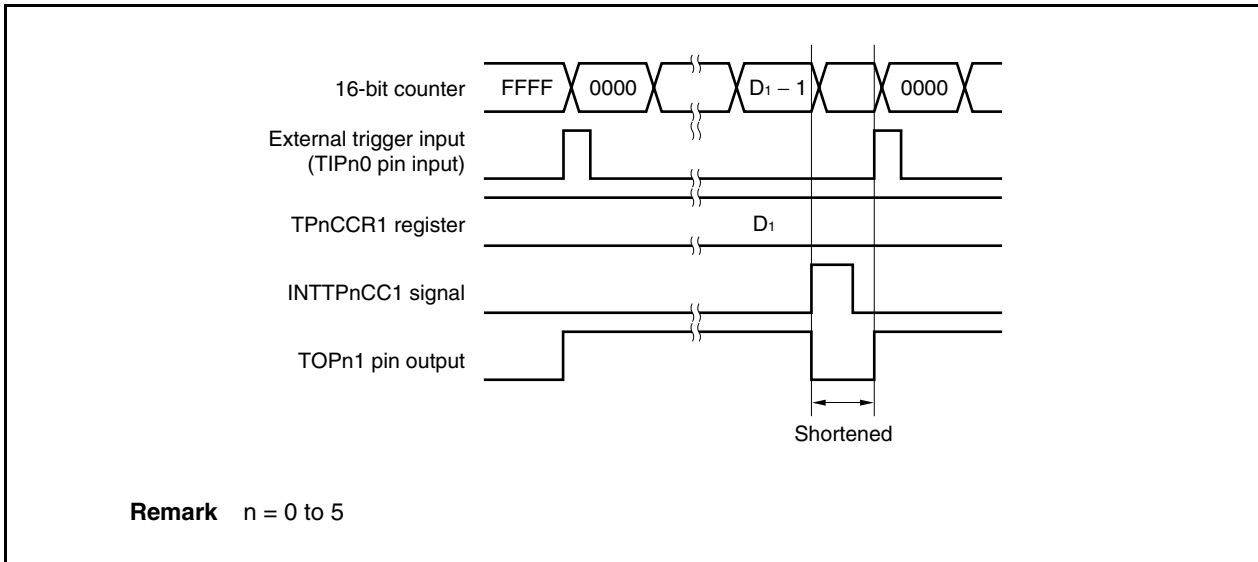 16-bit counter FFFF 0000 D₁ – 1 0000
External trigger input
(TIPn0 pin input)
TPnCCR1 register D₁
INTTPnCC1 signal
TOPn1 pin output
Shortened
Remark n = 0 to 5